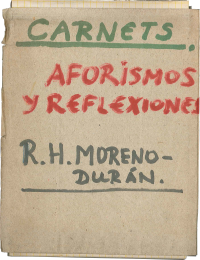 CARNETS.
AFORISMOS
Y REFLEXIONES
R.H. MORENO-
DURÁN.